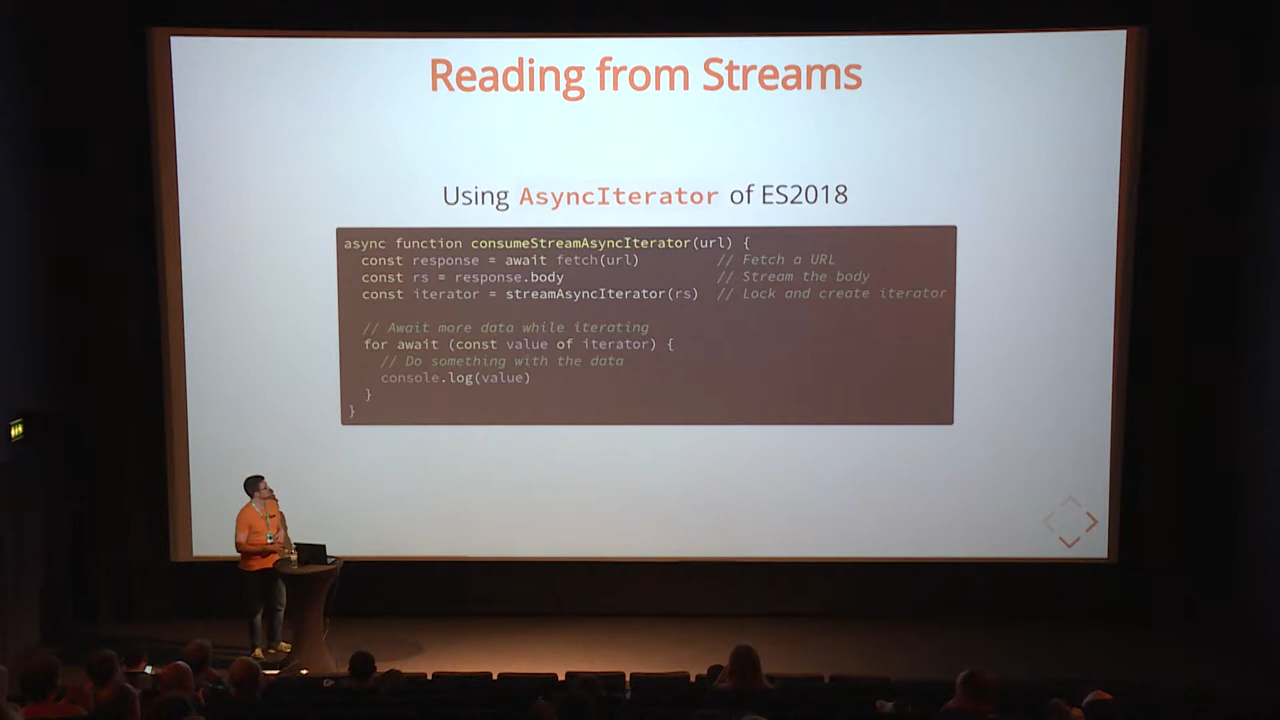 Reading from Streams
Using AsyncIterator of ES2018
async function consumeStreamAsyncIterator(url) {
  const response = await fetch(url)         // Fetch a URL
  const rs = response.body                  // Stream the body
  const iterator = streamAsyncIterator(rs)  // Lock and create iterator
  // Await more data while iterating
  for await (const value of iterator) {
    // Do something with the data
    console.log(value)
  }
}